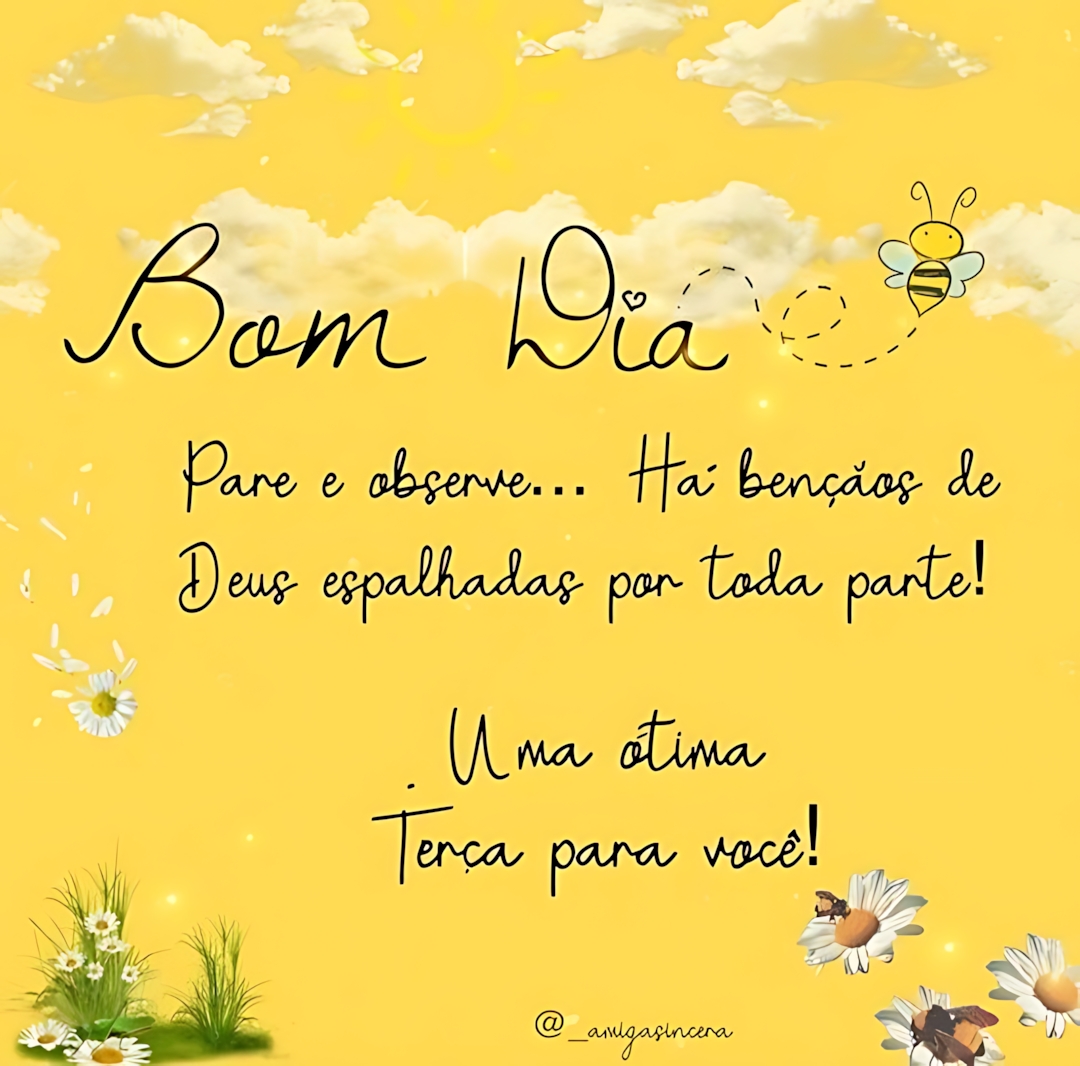 Bom Dia
Pare e observe... Há bençãos de
Deus espalhadas por toda parte!
Uma ótima
Terça para você!
@_amigasincera